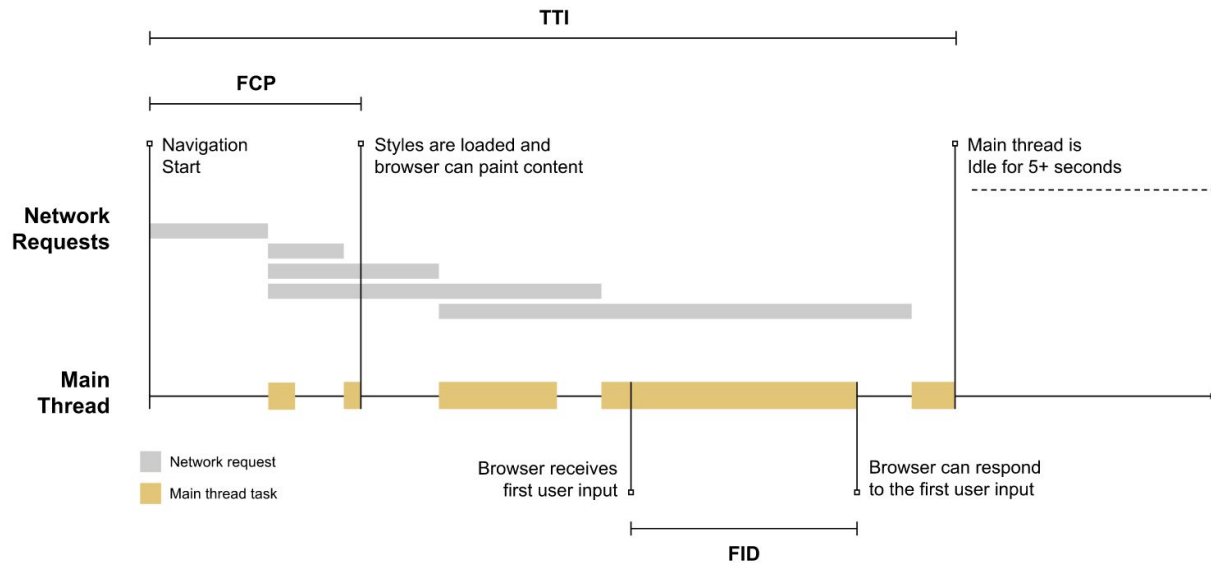 TTI
FCP
Navigation
Start
Styles are loaded and
browser can paint content
Main thread is
Idle for 5+ seconds
Network
Requests
Main
Thread
Network request
Main thread task
Browser receives
first user input
Browser can respond
to the first user input
FID